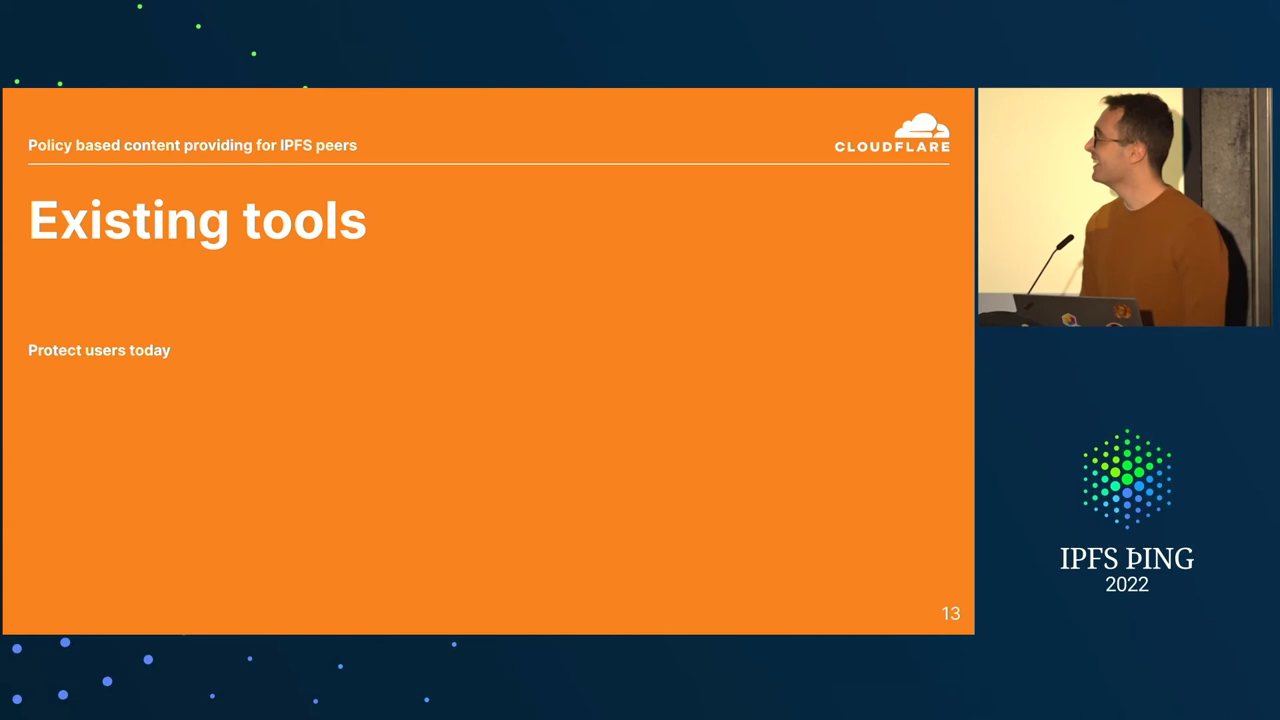 Policy based content providing for IPFS peers
CLOUDFLARE
Existing tools
Protect users today
13
IPFS ÞING
2022